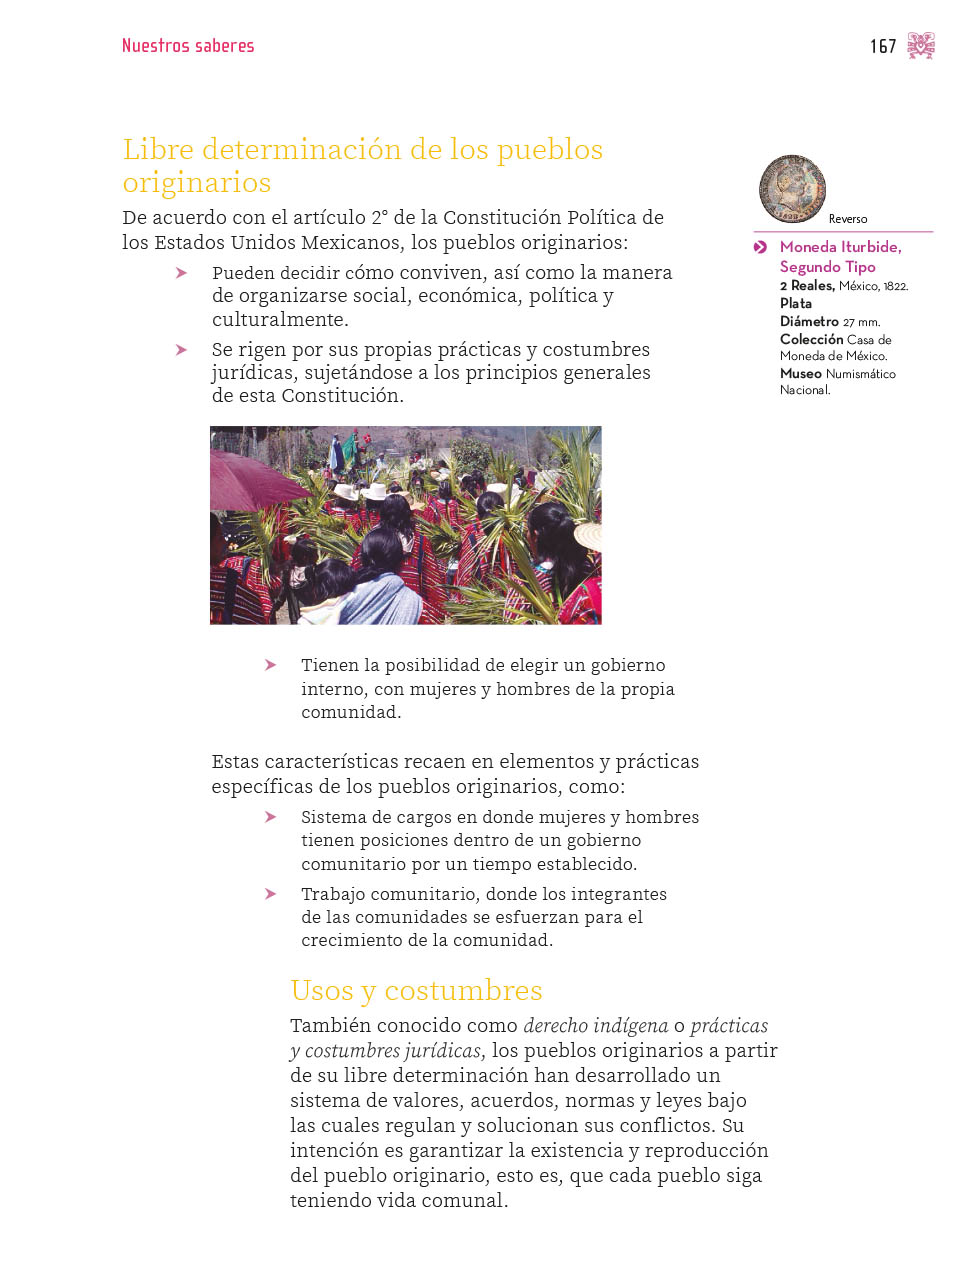 Nuestros saberes
167
Libre determinación de los pueblos
originarios
De acuerdo con el artículo 2° de la Constitución Política de
los Estados Unidos Mexicanos, los pueblos originarios:
Pueden decidir cómo conviven, así como la manera
de organizarse social, económica, política y
culturalmente.
Se rigen por sus propias prácticas y costumbres
jurídicas, sujetándose a los principios generales
de esta Constitución.
Reverso
Moneda Iturbide,
Segundo Tipo
2 Reales, México, 1822.
Plata
Diámetro 27 mm.
Colección Casa de
Moneda de México.
Museo Numismático
Nacional.
Tienen la posibilidad de elegir un gobierno
interno, con mujeres y hombres de la propia
comunidad.
Estas características recaen en elementos y prácticas
específicas de los pueblos originarios, como:
Sistema de cargos en donde mujeres y hombres
tienen posiciones dentro de un gobierno
comunitario por un tiempo establecido.
Trabajo comunitario, donde los integrantes
de las comunidades se esfuerzan para el
crecimiento de la comunidad.
Usos y costumbres
También conocido como derecho indígena o prácticas
y costumbres jurídicas, los pueblos originarios a partir
de su libre determinación han desarrollado un
sistema de valores, acuerdos, normas y leyes bajo
las cuales regulan y solucionan sus conflictos. Su
intención es garantizar la existencia y reproducción
del pueblo originario, esto es, que cada pueblo siga
teniendo vida comunal.